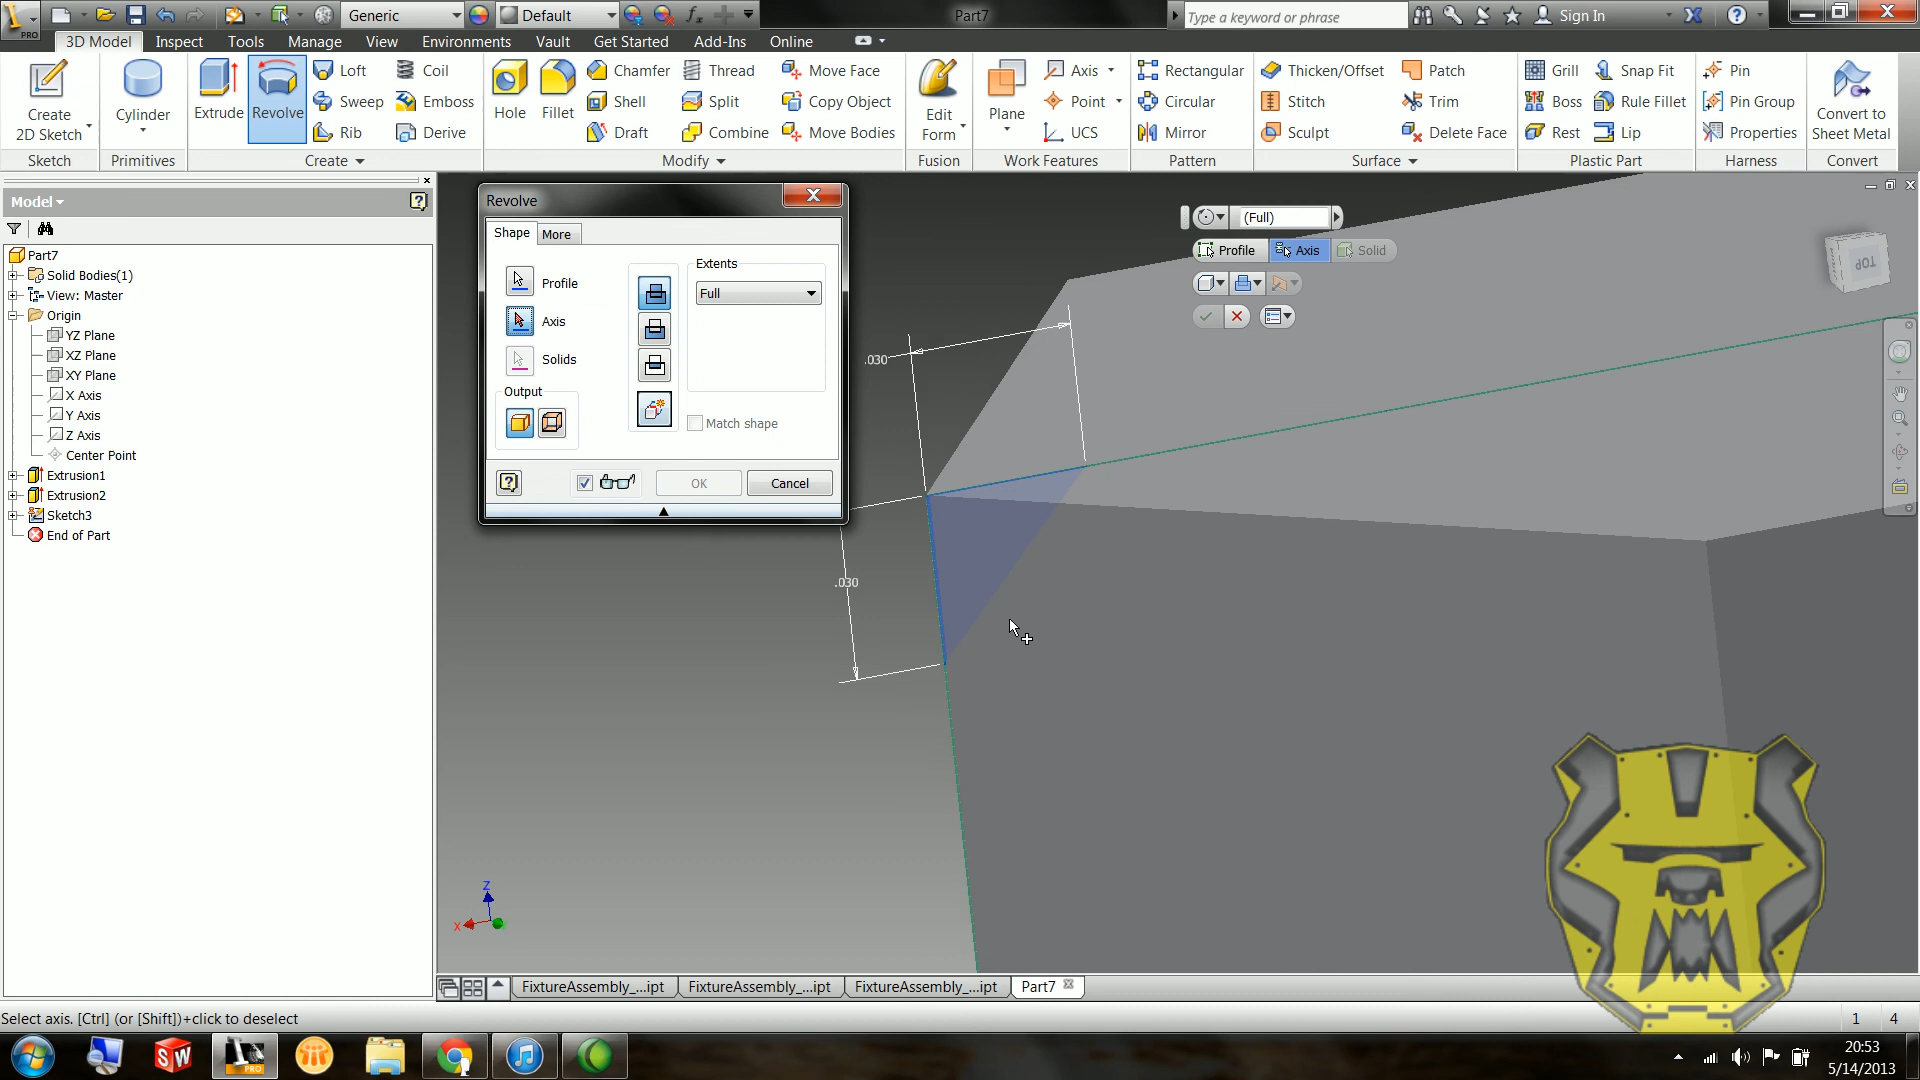 Generic
Default
Part7
Type a keyword or phrase
Sign In
PRO
3D Model
Inspect
Tools
Manage
View
Environments
Vault
Get Started
Add-Ins
Online
Create
2D Sketch
Sketch
Cylinder
Primitives
Extrude
Revolve
Loft
Sweep
Rib
Coil
Emboss
Derive
Create
Hole
Fillet
Chamfer
Shell
Draft
Thread
Split
Combine
Move Face
Copy Object
Move Bodies
Modify
Edit
Form
Fusion
Plane
Axis
Point
UCS
Work Features
Rectangular
Circular
Mirror
Pattern
Thicken/Offset
Stitch
Sculpt
Patch
Trim
Delete Face
Surface
Grill
Boss
Rest
Snap Fit
Rule Fillet
Lip
Plastic Part
Pin
Pin Group
Properties
Harness
Convert to
Sheet Metal
Convert
Model
Part7
Solid Bodies(1)
View: Master
Origin
YZ Plane
XZ Plane
XY Plane
X Axis
Y Axis
Z Axis
Center Point
Extrusion1
Extrusion2
Sketch3
End of Part
Revolve
Shape
More
Profile
Axis
Solids
Output
Extents
Full
Match shape
OK
Cancel
(Full)
Profile
Axis
Solid
TOP
.030
.030
Z
X
FixtureAssembly_...ipt
FixtureAssembly_...ipt
FixtureAssembly_...ipt
Part7
Select axis. [Ctrl] (or [Shift])+click to deselect
1
4
SW
PRO
20:53
5/14/2013